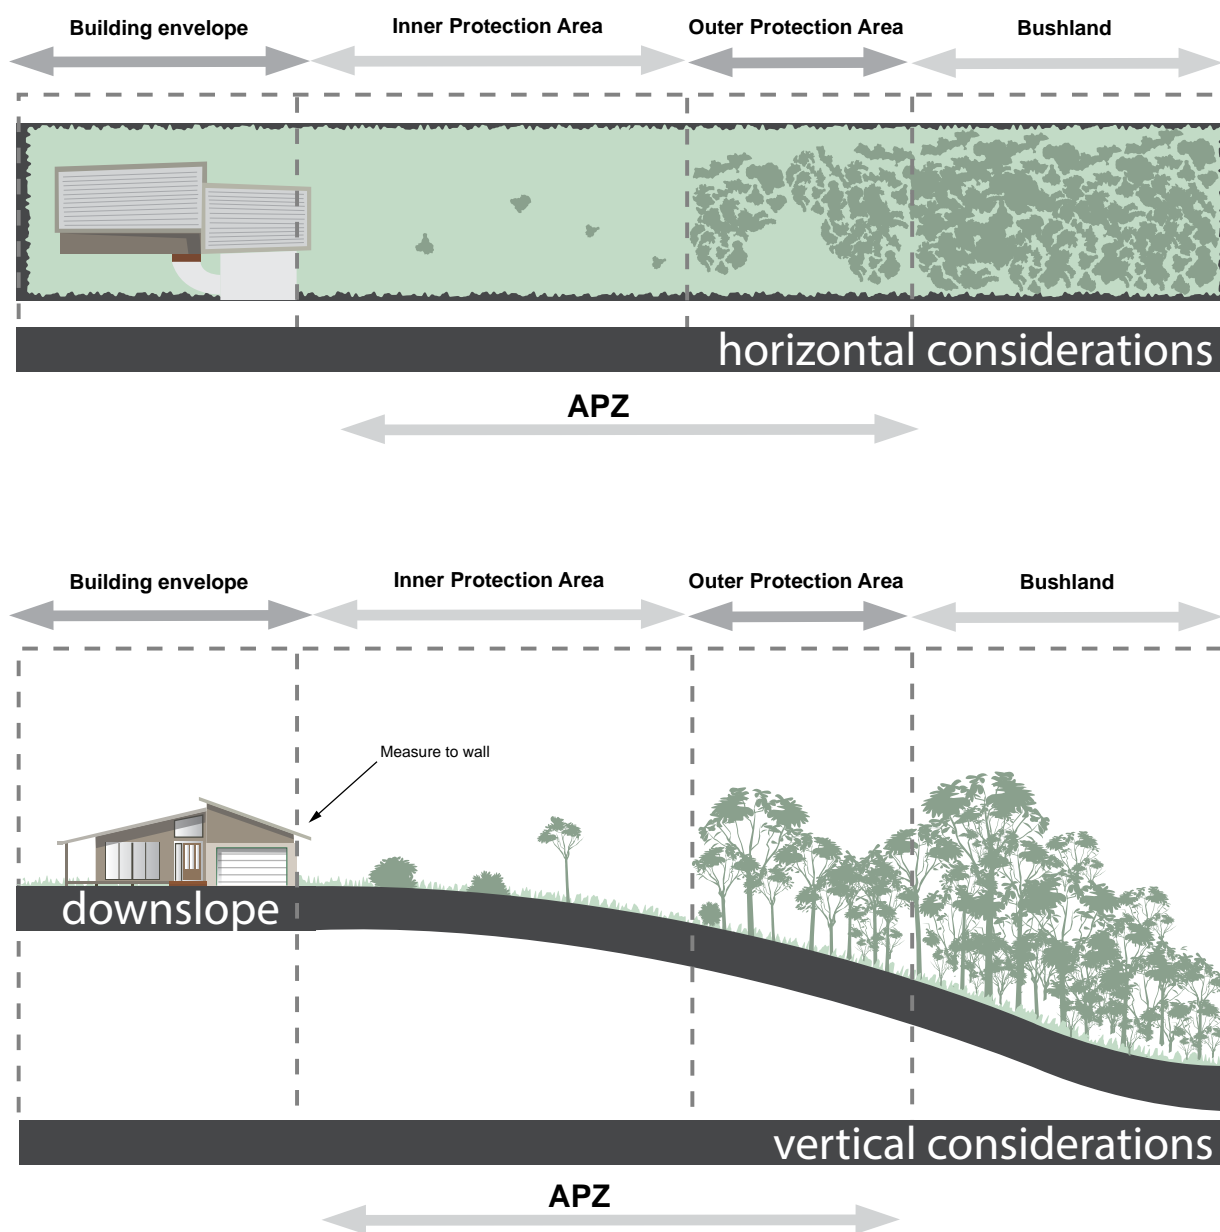 Building envelope
Inner Protection Area
Outer Protection Area
Bushland
horizontal considerations
APZ
Building envelope
Inner Protection Area
Outer Protection Area
Bushland
Measure to wall
downslope
vertical considerations
APZ